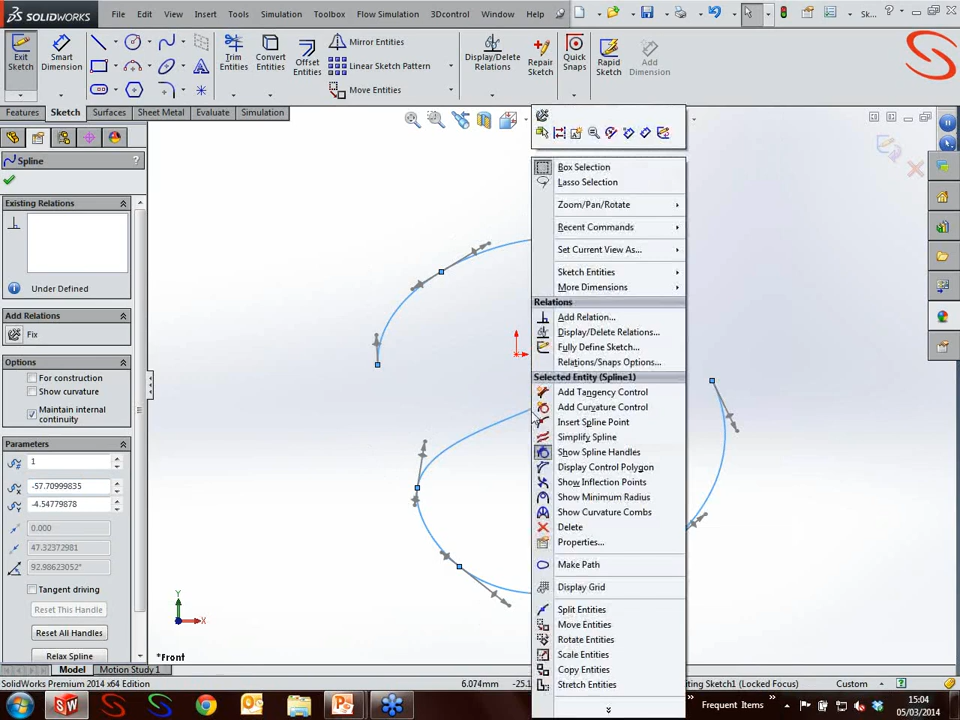 SOLIDWORKS
File Edit View Insert Tools Simulation Toolbox Flow Simulation 3Dcontrol Window Help
Sk...
Exit Sketch
Smart Dimension
Trim Entities
Convert Entities
Offset Entities
Mirror Entities
Linear Sketch Pattern
Move Entities
Display/Delete Relations
Repair Sketch
Quick Snaps
Rapid Sketch
Add Dimension
Features Sketch Surfaces Sheet Metal Evaluate Simulation
Spline ?
Existing Relations
Under Defined
Add Relations
Fix
Options
For construction
Show curvature
Maintain internal continuity
Parameters
1
-57.70999835
-4.54779878
0.000
47.32372981
92.98623052°
Tangent driving
Reset This Handle
Reset All Handles
Relax Spline
Box Selection
Lasso Selection
Zoom/Pan/Rotate
Recent Commands
Set Current View As...
Sketch Entities
More Dimensions
Relations
Add Relation...
Display/Delete Relations...
Fully Define Sketch...
Relations/Snaps Options...
Selected Entity (Spline1)
Add Tangency Control
Add Curvature Control
Insert Spline Point
Simplify Spline
Show Spline Handles
Display Control Polygon
Show Inflection Points
Show Minimum Radius
Show Curvature Combs
Delete
Properties...
Make Path
Display Grid
Split Entities
Move Entities
Rotate Entities
Scale Entities
Copy Entities
Stretch Entities
Y
X
*Front
Model Motion Study 1
SolidWorks Premium 2014 x64 Edition 6.074mm -25.1 ting Sketch1 (Locked Focus) Custom
Frequent Items
15:04
05/03/2014